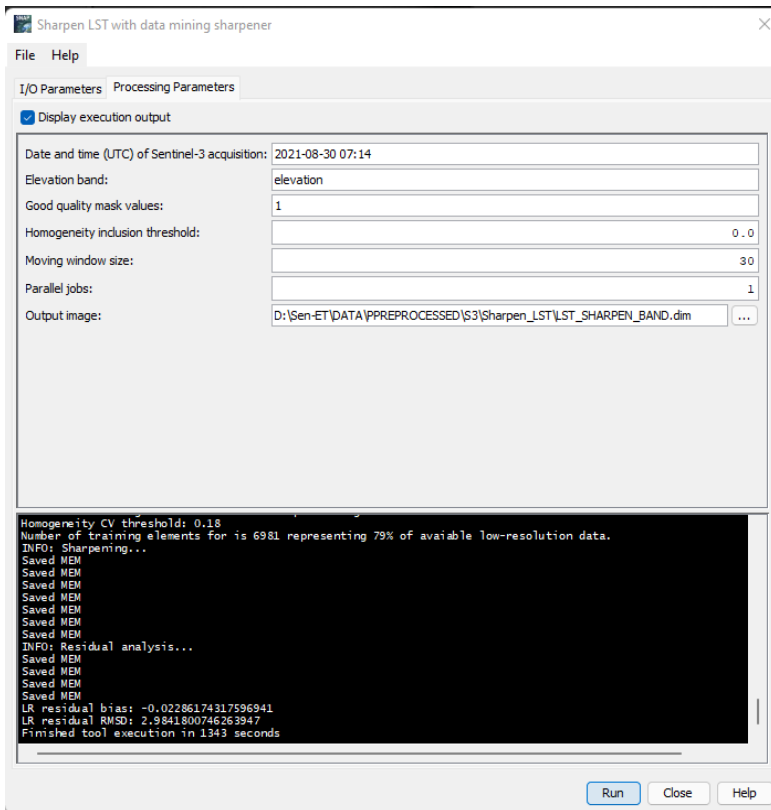 SNAP
Sharpen LST with data mining sharpener
File Help
I/O Parameters Processing Parameters
Display execution output
Date and time (UTC) of Sentinel-3 acquisition: 2021-08-30 07:14
Elevation band: elevation
Good quality mask values: 1
Homogeneity inclusion threshold: 0.0
Moving window size: 30
Parallel jobs: 1
Output image: D:\Sen-ET\DATA\PPREPROCESSED\S3\Sharpen_LST\LST_SHARPEN_BAND.dim ...
Homogeneity CV threshold: 0.18
Number of training elements for is 6981 representing 79% of avaiable low-resolution data.
INFO: Sharpening...
Saved MEM
Saved MEM
Saved MEM
Saved MEM
Saved MEM
Saved MEM
Saved MEM
INFO: Residual analysis...
Saved MEM
Saved MEM
Saved MEM
Saved MEM
LR residual bias: -0.02286174317596941
LR residual RMSD: 2.9841800746263947
Finished tool execution in 1343 seconds
Run Close Help